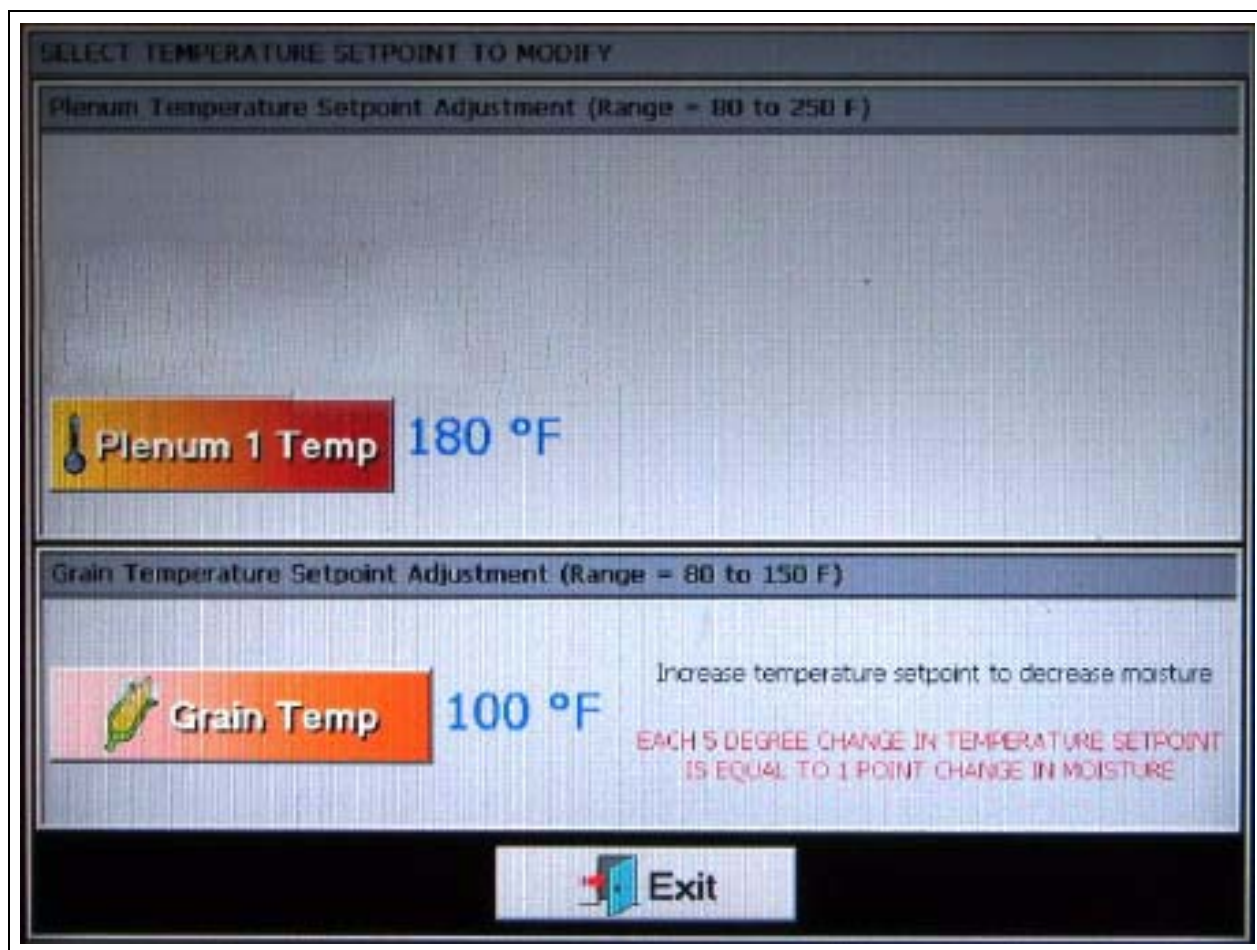 SELECT TEMPERATURE SETPOINT TO MODIFY
Plenum Temperature Setpoint Adjustment (Range = 80 to 250 F)
Plenum 1 Temp
180 °F
Grain Temperature Setpoint Adjustment (Range = 80 to 150 F)
Grain Temp
100 °F
Increase temperature setpoint to decrease moisture
EACH 5 DEGREE CHANGE IN TEMPERATURE SETPOINT
IS EQUAL TO 1 POINT CHANGE IN MOISTURE
Exit